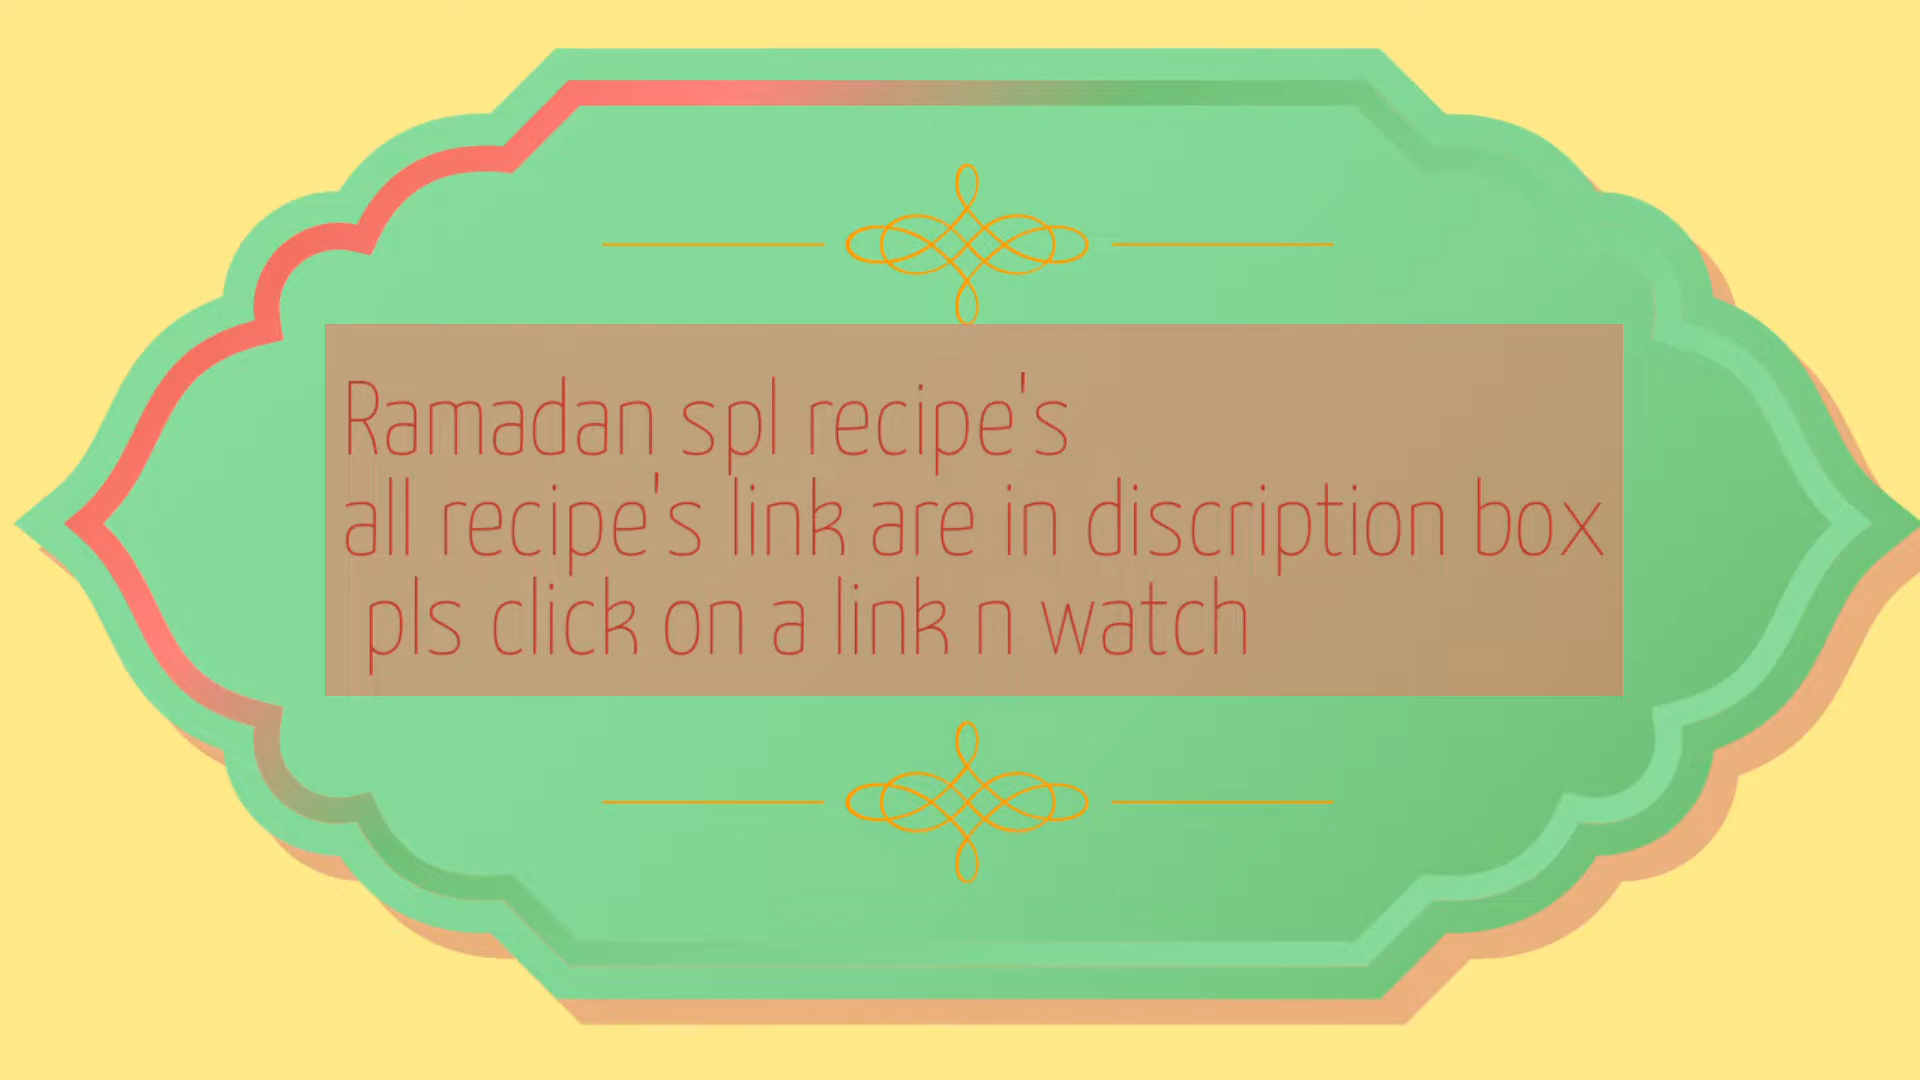 Ramadan spl recipe's
all recipe's link are in discription box
pls click on a link n watch